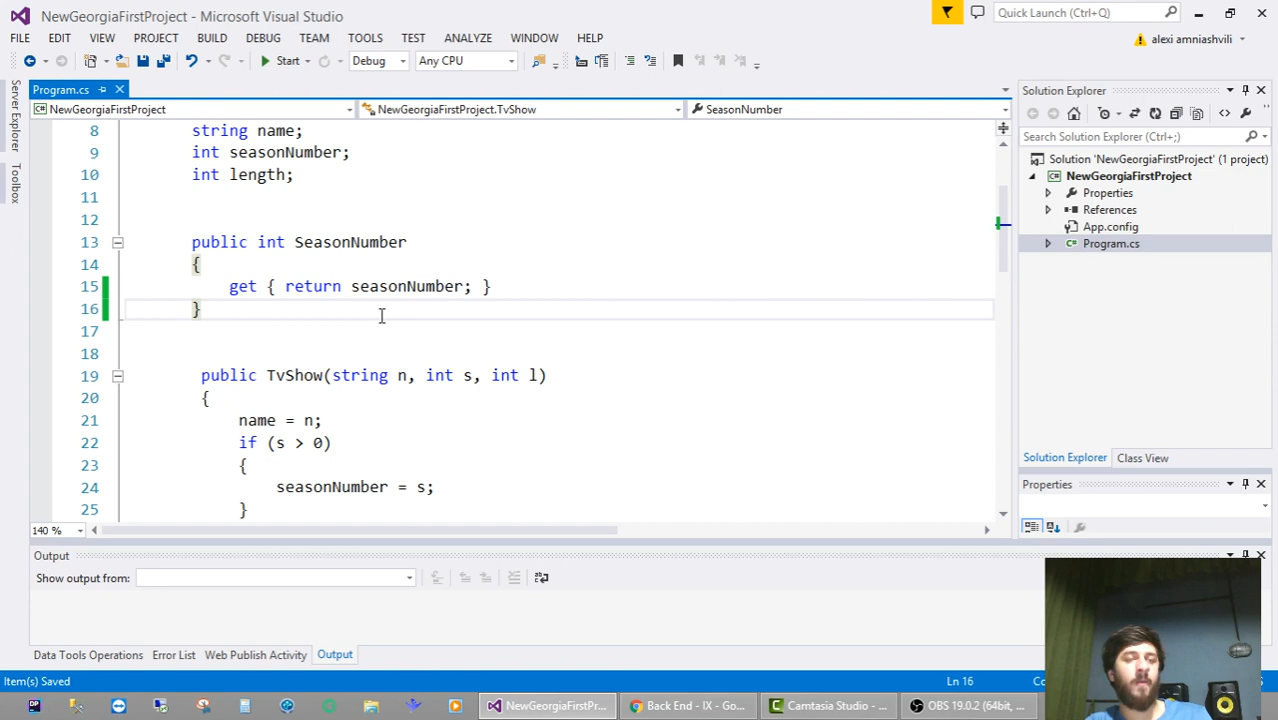 NewGeorgiaFirstProject - Microsoft Visual Studio
Quick Launch (Ctrl+Q)
FILE EDIT VIEW PROJECT BUILD DEBUG TEAM TOOLS TEST ANALYZE WINDOW HELP
alexi amniashvili
Start Debug Any CPU
Server Explorer
Toolbox
Program.cs
NewGeorgiaFirstProject NewGeorgiaFirstProject.TvShow SeasonNumber
8 string name;
9 int seasonNumber;
10 int length;
11
12
13 public int SeasonNumber
14 {
15 get { return seasonNumber; }
16 }
17
18
19 public TvShow(string n, int s, int l)
20 {
21 name = n;
22 if (s > 0)
23 {
24 seasonNumber = s;
25 }
140 %
Solution Explorer
Search Solution Explorer (Ctrl+;)
Solution 'NewGeorgiaFirstProject' (1 project)
NewGeorgiaFirstProject
Properties
References
App.config
Program.cs
Solution Explorer Class View
Properties
Output
Show output from:
Data Tools Operations Error List Web Publish Activity Output
Item(s) Saved Ln 16
NewGeorgiaFirstPr... Back End - IX - Go... Camtasia Studio - ... OBS 19.0.2 (64bit, ...